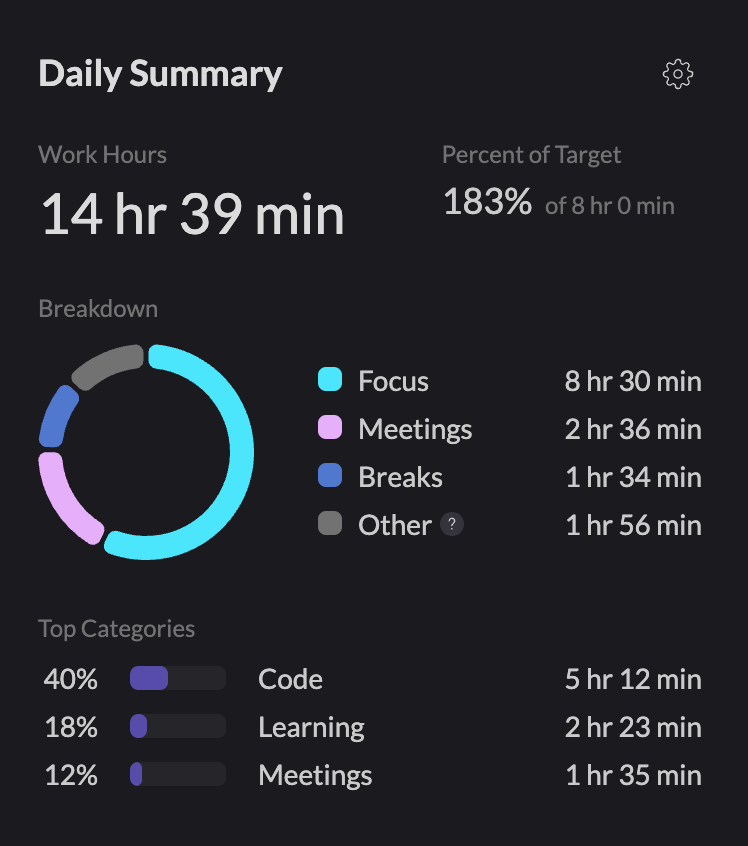 Daily Summary
Work Hours
Percent of Target
14 hr 39 min
183% of 8 hr 0 min
Breakdown
Focus 8 hr 30 min
Meetings 2 hr 36 min
Breaks 1 hr 34 min
Other ? 1 hr 56 min
Top Categories
40% Code 5 hr 12 min
18% Learning 2 hr 23 min
12% Meetings 1 hr 35 min